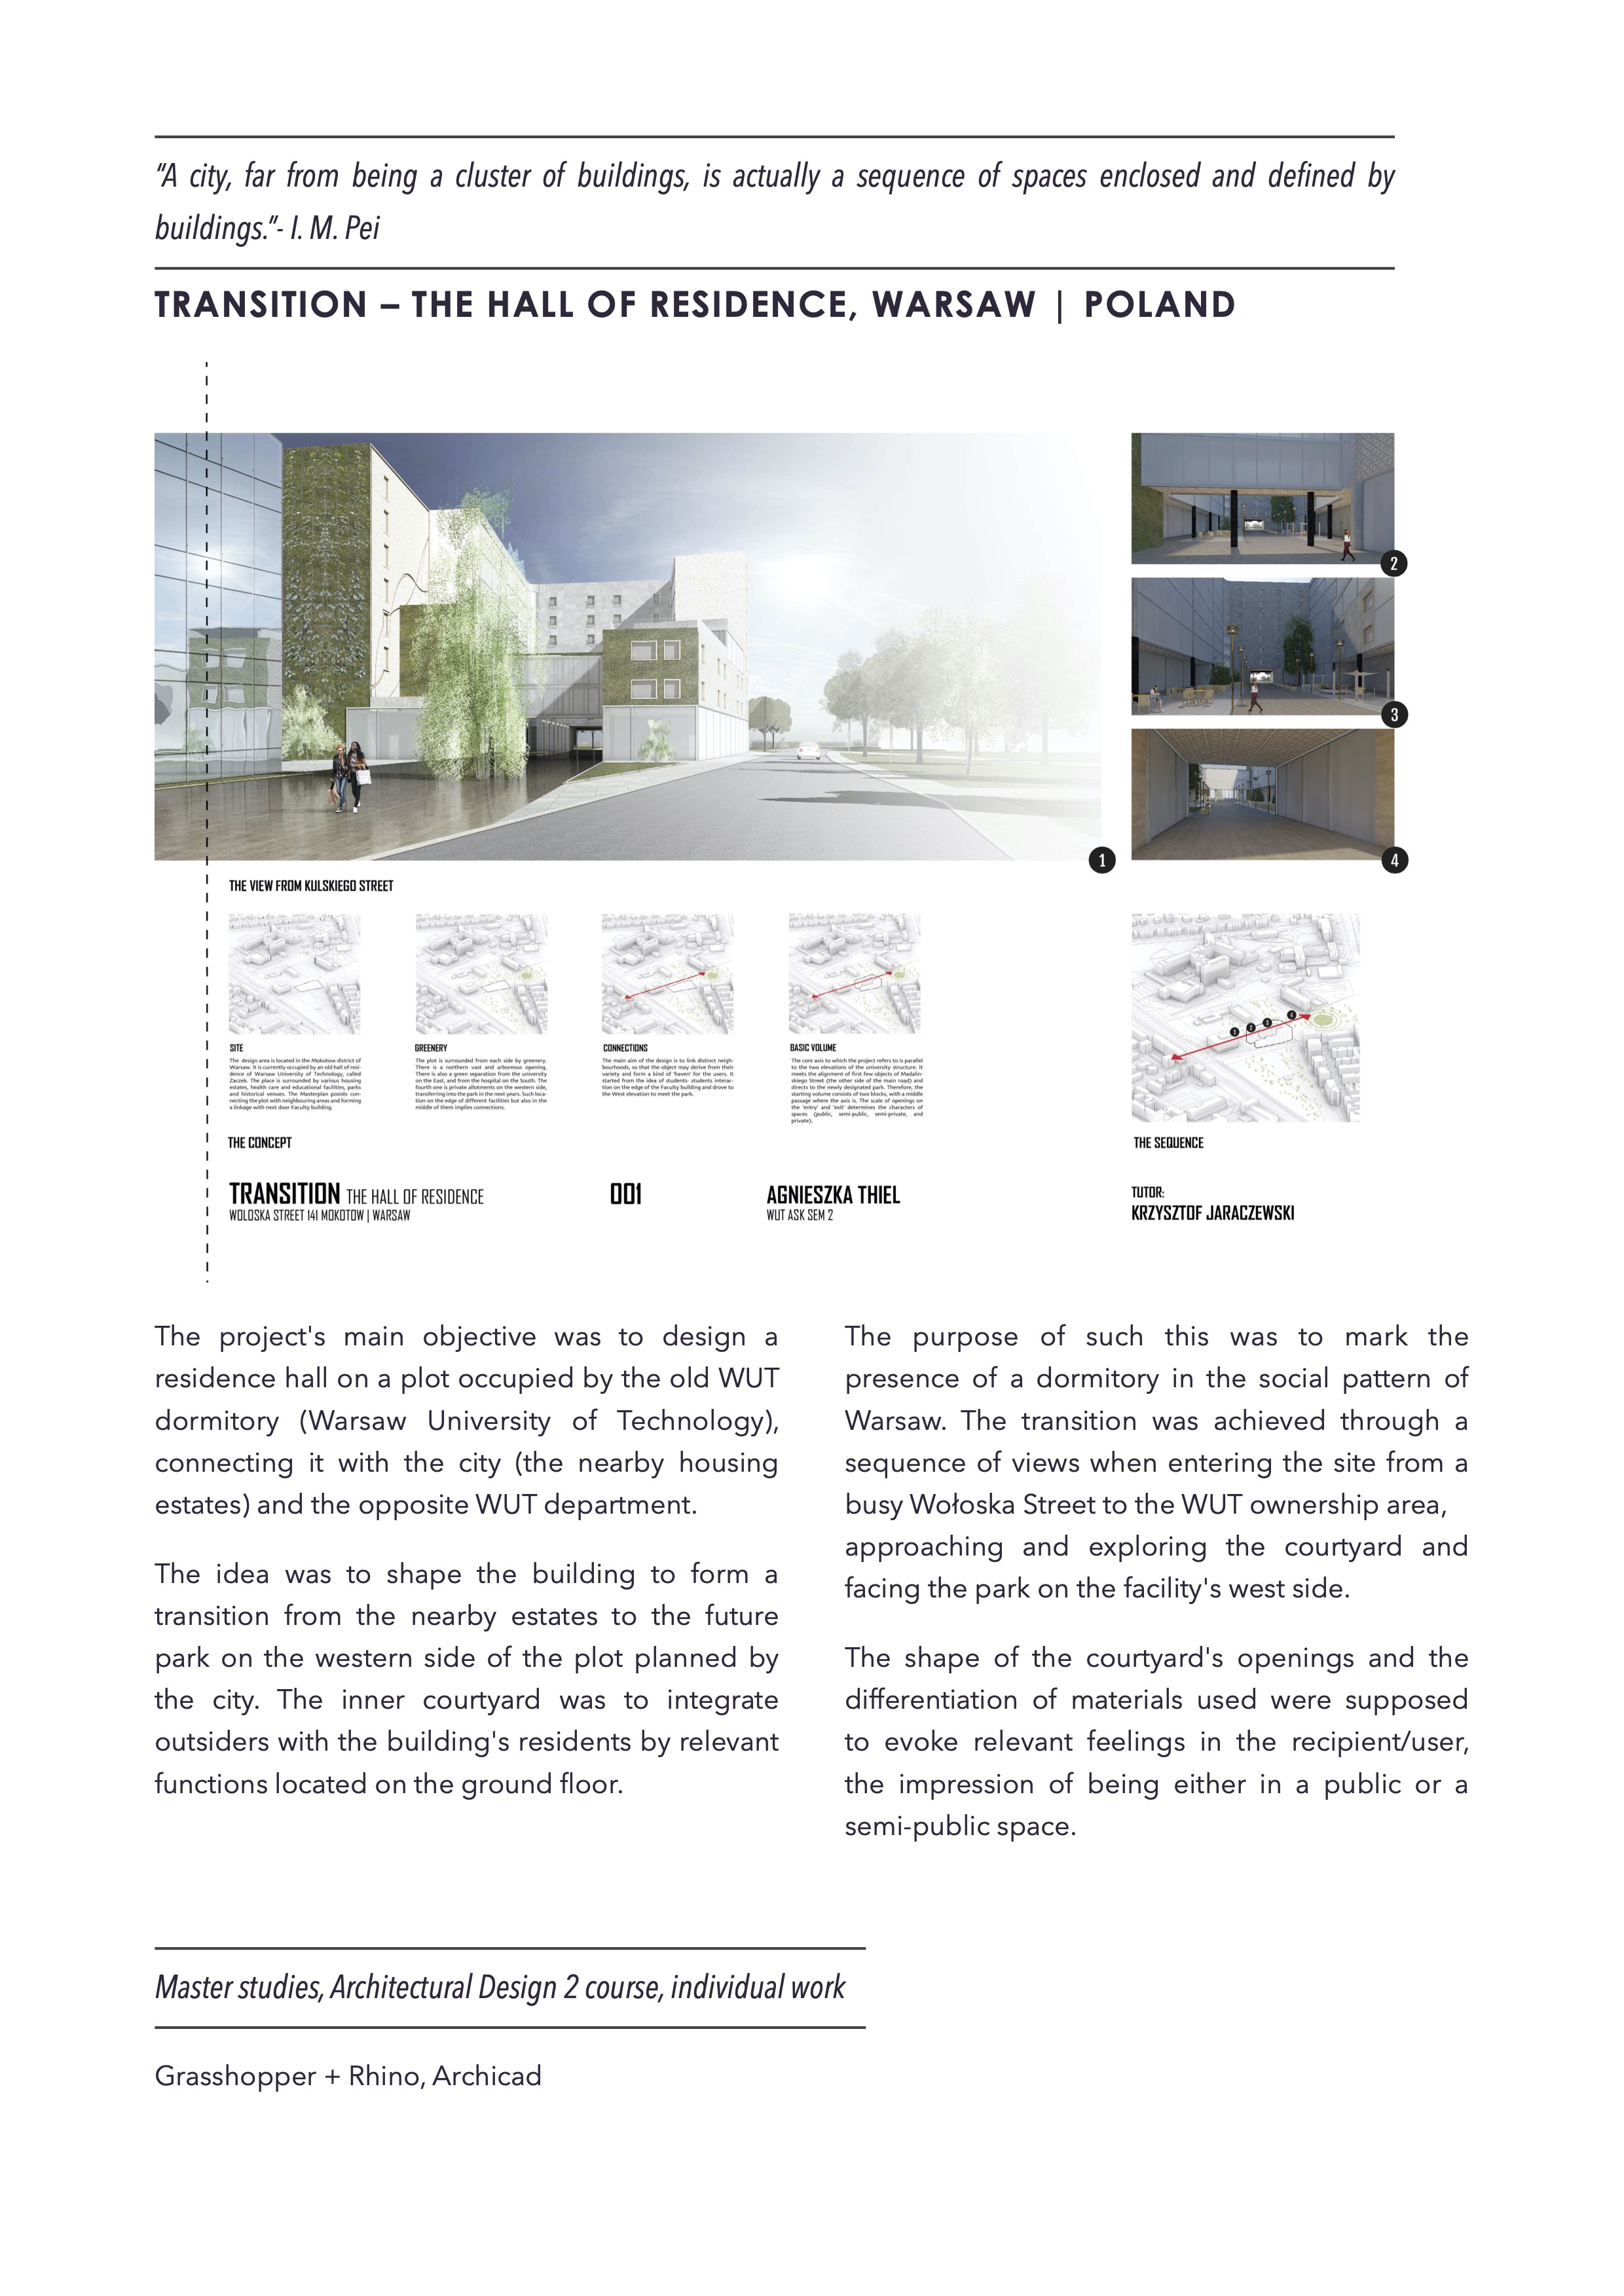 “A city, far from being a cluster of buildings, is actually a sequence of spaces enclosed and defined by
buildings.”- I. M. Pei
TRANSITION – THE HALL OF RESIDENCE, WARSAW | POLAND
2
3
1
4
THE VIEW FROM KULSKIEGO STREET
SITE
The design area is located in the Mokotow district of
Warsaw. It is currently occupied by an old hall of resi-
dence of Warsaw University of Technology, called
Zaczek. The place is surrounded by various housing
estates, health care and educational facilities, parks
and historical venues. The Masterplan posists con-
necting the plot with neighbouring areas and forming
a linkage with next door Faculty building.
GREENERY
The plot is surrounded from each side by greenery.
There is a northern vast and arboreous opening.
There is also a green separation from the university
on the East, and from the hospital on the South. The
fourth one is private allotments on the western side,
transferring into the park in the next years. Such loca-
tion on the edge of different facilities but also in the
middle of them implies connections.
CONNECTIONS
The main aim of the design is to link distinct neigh-
bourhoods, so that the object may derive from their
variety and form a kind of 'haven' for the users. It
started from the idea of students- students interac-
tion on the edge of the Faculty building and drove to
the West elevation to meet the park.
BASIC VOLUME
The core axis to which the project refers to is parallel
to the two elevations of the university structure. It
meets the alignment of first few objects of Madalin-
skiego Street (the other side of the main road) and
directs to the newly designated park. Therefore, the
starting volume consists of two blocks, with a middle
passage where the axis is. The scale of openings on
the 'entry' and 'exit' determines the characters of
spaces (public, semi-public, semi-private, and
private).
1
2
3
4
THE CONCEPT
THE SEQUENCE
TRANSITION THE HALL OF RESIDENCE
WOLOSKA STREET 141 MOKOTOW | WARSAW
001
AGNIESZKA THIEL
WUT ASK SEM 2
TUTOR:
KRZYSZTOF JARACZEWSKI
The project's main objective was to design a
residence hall on a plot occupied by the old WUT
dormitory (Warsaw University of Technology),
connecting it with the city (the nearby housing
estates) and the opposite WUT department.
The idea was to shape the building to form a
transition from the nearby estates to the future
park on the western side of the plot planned by
the city. The inner courtyard was to integrate
outsiders with the building's residents by relevant
functions located on the ground floor.
The purpose of such this was to mark the
presence of a dormitory in the social pattern of
Warsaw. The transition was achieved through a
sequence of views when entering the site from a
busy Wołoska Street to the WUT ownership area,
approaching and exploring the courtyard and
facing the park on the facility's west side.
The shape of the courtyard's openings and the
differentiation of materials used were supposed
to evoke relevant feelings in the recipient/user,
the impression of being either in a public or a
semi-public space.
Master studies, Architectural Design 2 course, individual work
Grasshopper + Rhino, Archicad